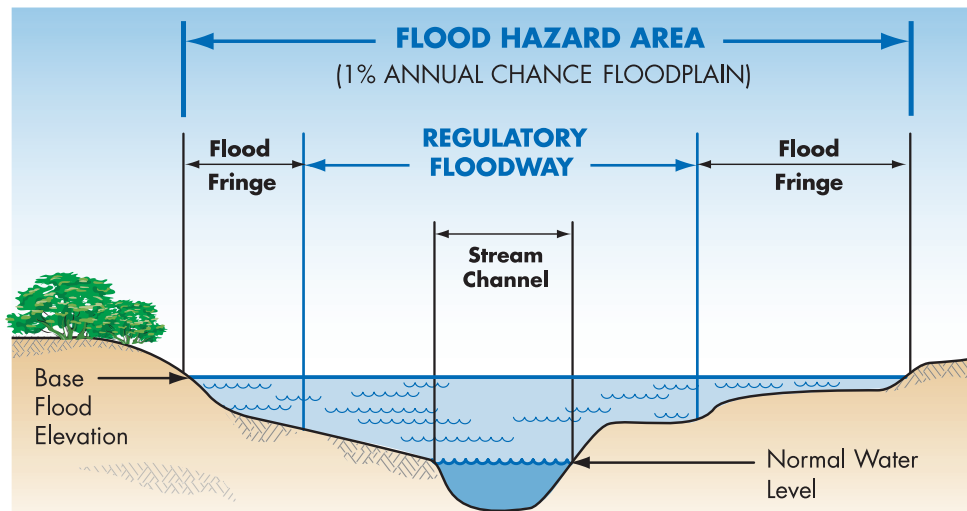 FLOOD HAZARD AREA
(1% ANNUAL CHANCE FLOODPLAIN)
Flood
Fringe
REGULATORY
FLOODWAY
Flood
Fringe
Stream
Channel
Base
Flood
Elevation
Normal Water
Level